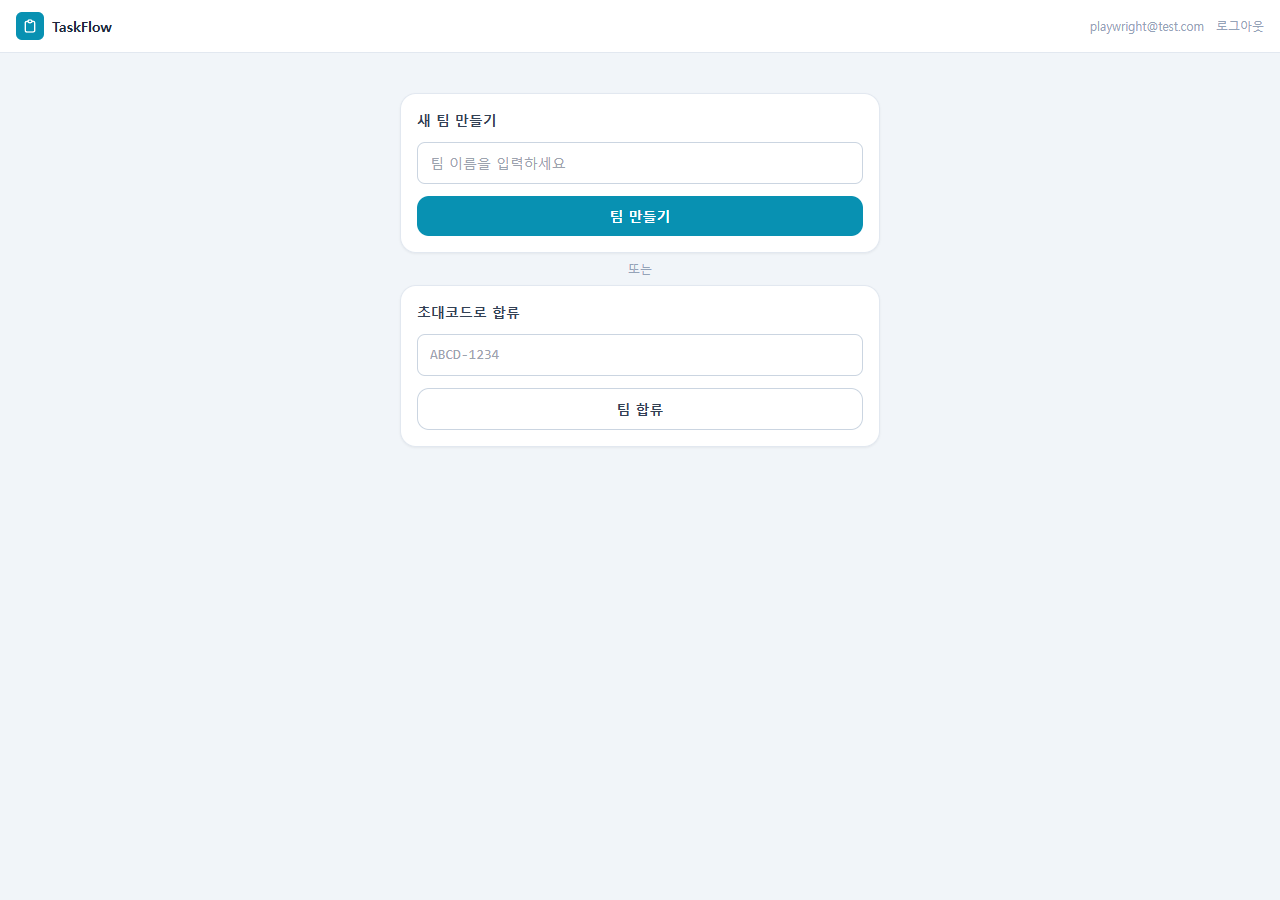 TaskFlow
playwright@test.com 로그아웃
새 팀 만들기
팀 이름을 입력하세요
팀 만들기
또는
초대코드로 합류
ABCD-1234
팀 합류